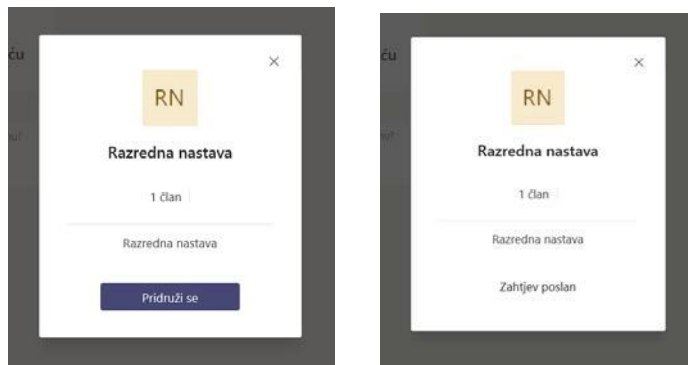 ću
RN
Razredna nastava
1 član
Razredna nastava
Pridruži se
ću
RN
Razredna nastava
1 član
Razredna nastava
Zahtjev poslan